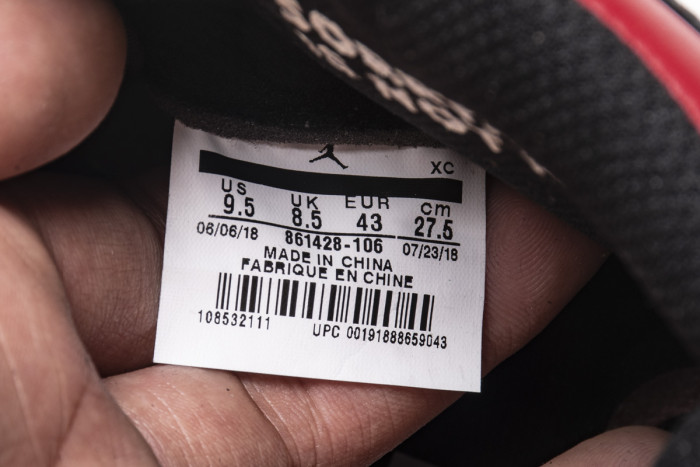 XC
US UK EUR cm
9.5 8.5 43 27.5
06/06/18 861428-106 07/23/18
MADE IN CHINA
FABRIQUE EN CHINE
108532111 UPC 00191888659043